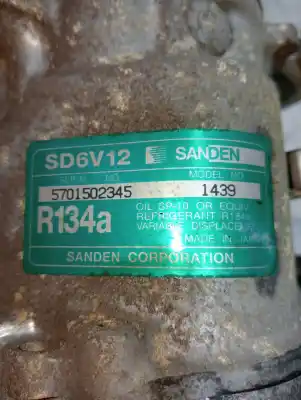 SD6V12 SANDEN
SERIAL NO. MODEL NO.
5701502345 1439
R134a
OIL SP-10 OR EQUIV
REFRIGERANT R134a
VARIABLE DISPLACE
MADE IN
SANDEN CORPORATION